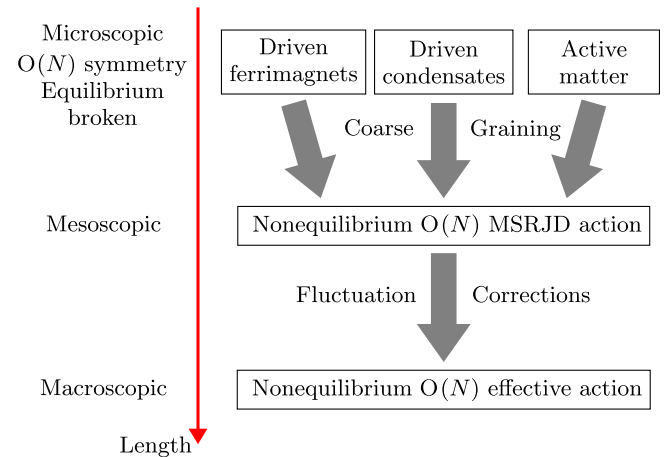 Microscopic
O(N) symmetry
Equilibrium
broken
Driven
ferrimagnets
Driven
condensates
Active
matter
Coarse Graining
Mesoscopic
Nonequilibrium O(N) MSRJD action
Fluctuation Corrections
Macroscopic
Nonequilibrium O(N) effective action
Length